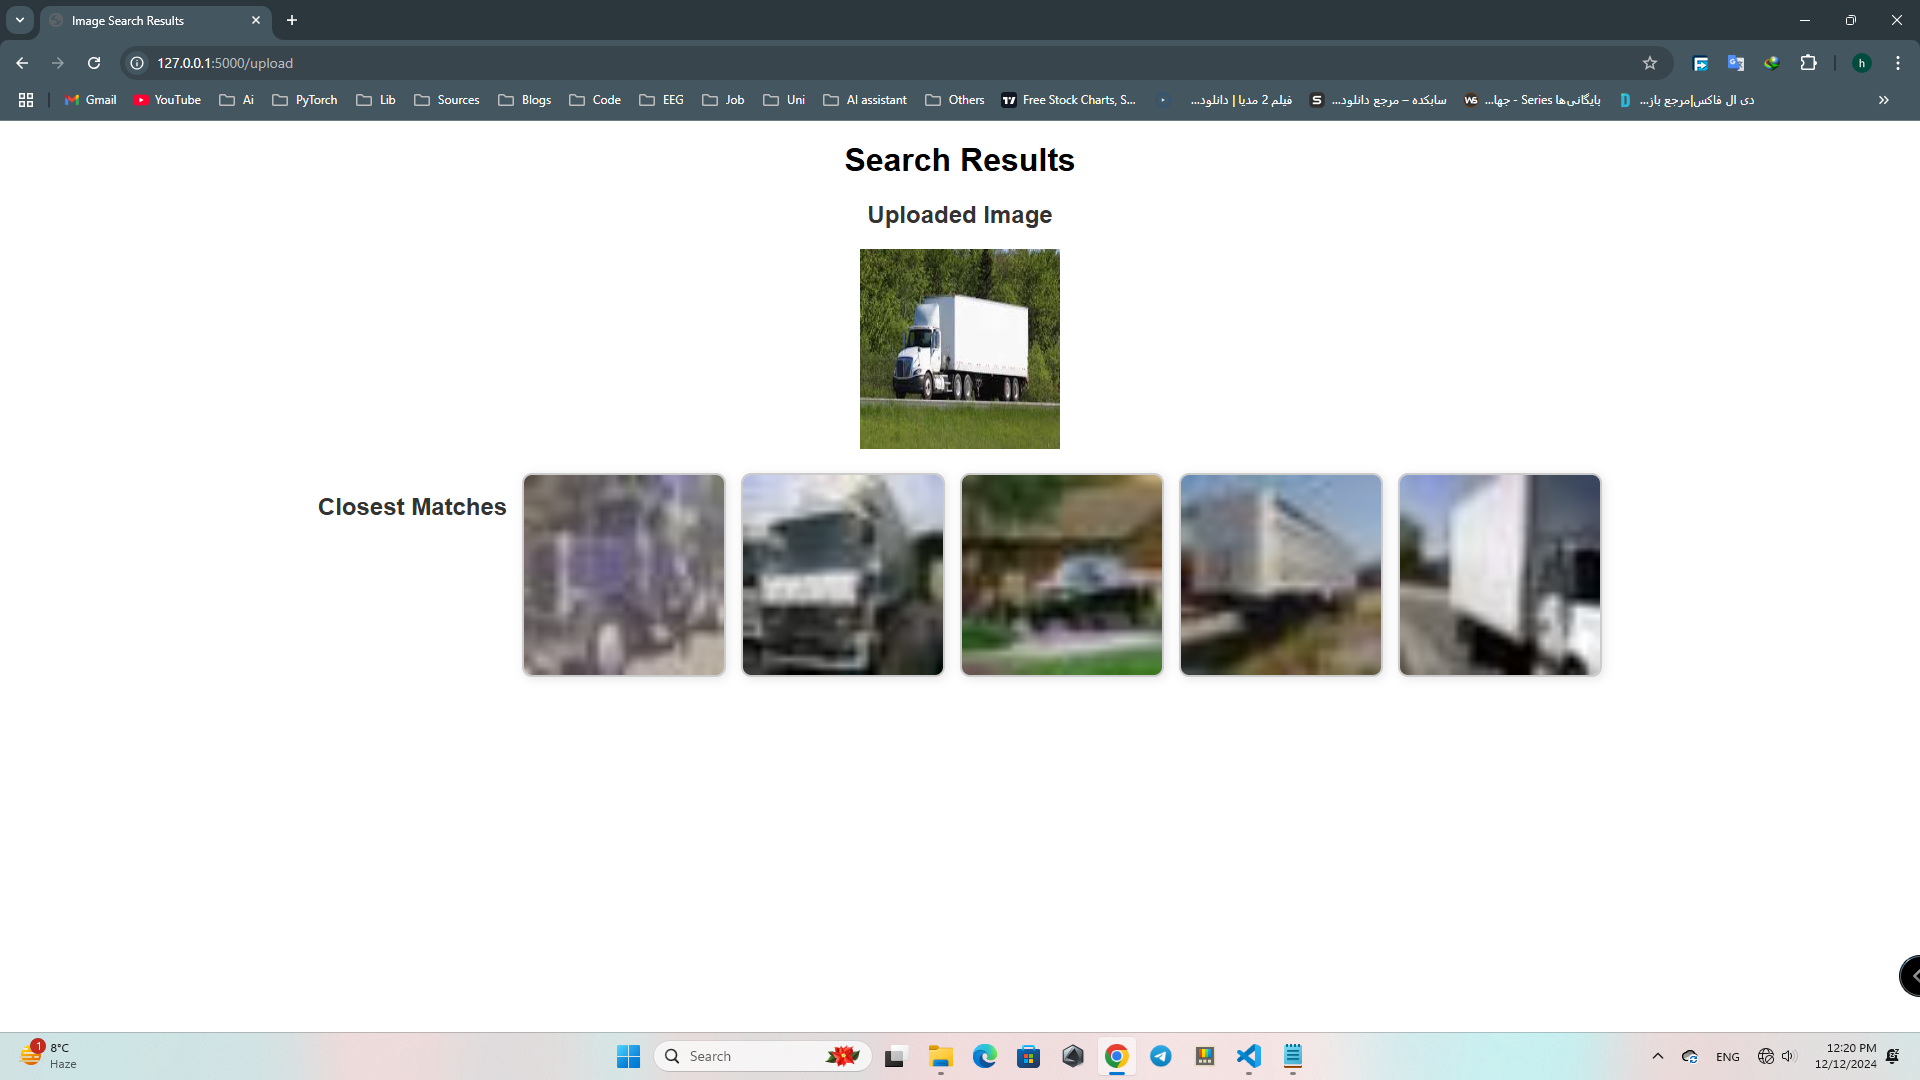 Image Search Results
127.0.0.1:5000/upload
Gmail YouTube Ai PyTorch Lib Sources Blogs Code EEG Job Uni AI assistant Others Free Stock Charts, S... فیلم 2 مدیا | دانلود... سابکده – مرجع دانلود... بایگانی‌ها Series - جها... دی ال فاکس|مرجع باز...
h
Search Results
Uploaded Image
Closest Matches
1
8°C
Haze
Search
ENG
12:20 PM
12/12/2024